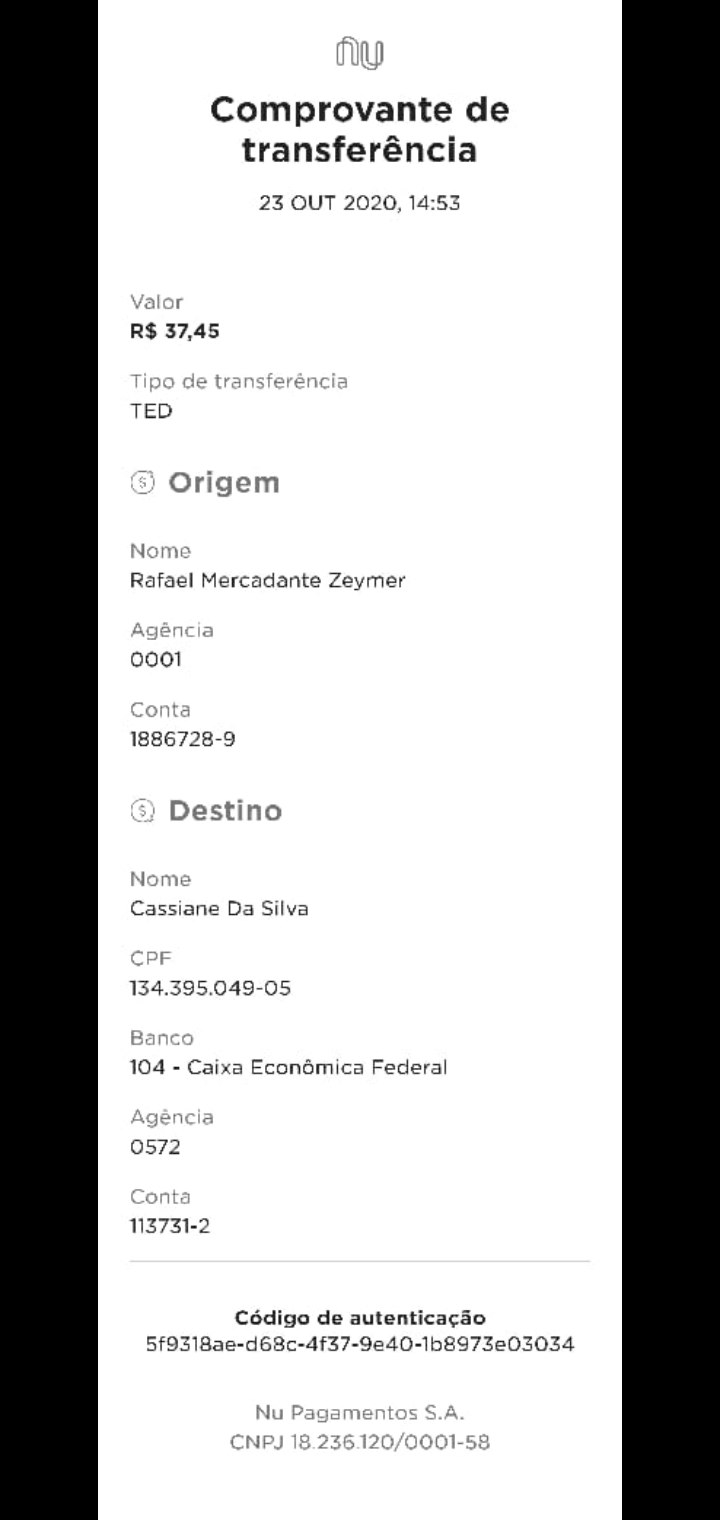 nu
Comprovante de
transferência
23 OUT 2020, 14:53
Valor
R$ 37,45
Tipo de transferência
TED
Origem
Nome
Rafael Mercadante Zeymer
Agência
0001
Conta
1886728-9
Destino
Nome
Cassiane Da Silva
CPF
134.395.049-05
Banco
104 - Caixa Econômica Federal
Agência
0572
Conta
113731-2
Código de autenticação
5f9318ae-d68c-4f37-9e40-1b8973e03034
Nu Pagamentos S.A.
CNPJ 18.236.120/0001-58